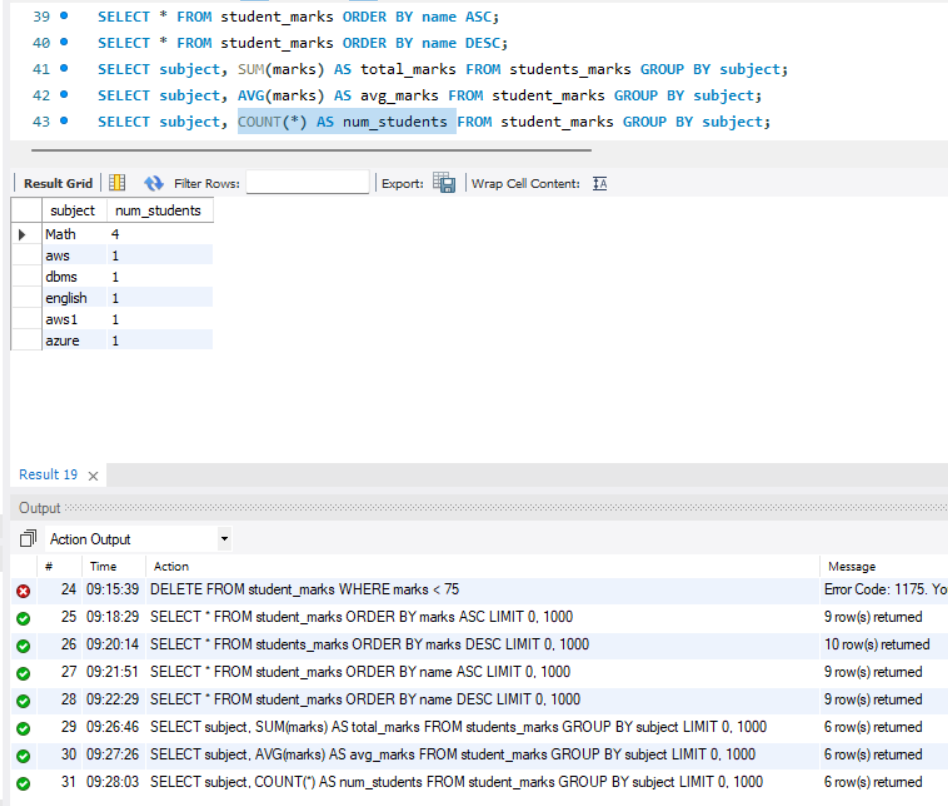 39 SELECT * FROM student_marks ORDER BY name ASC;
40 SELECT * FROM student_marks ORDER BY name DESC;
41 SELECT subject, SUM(marks) AS total_marks FROM students_marks GROUP BY subject;
42 SELECT subject, AVG(marks) AS avg_marks FROM student_marks GROUP BY subject;
43 SELECT subject, COUNT(*) AS num_students FROM student_marks GROUP BY subject;
Result Grid Filter Rows: Export: Wrap Cell Content:
subject num_students
Math 4
aws 1
dbms 1
english 1
aws1 1
azure 1
Result 19
Output
Action Output
# Time Action Message
24 09:15:39 DELETE FROM student_marks WHERE marks < 75 Error Code: 1175. Yo
25 09:18:29 SELECT * FROM student_marks ORDER BY marks ASC LIMIT 0, 1000 9 row(s) returned
26 09:20:14 SELECT * FROM students_marks ORDER BY marks DESC LIMIT 0, 1000 10 row(s) returned
27 09:21:51 SELECT * FROM student_marks ORDER BY name ASC LIMIT 0, 1000 9 row(s) returned
28 09:22:29 SELECT * FROM student_marks ORDER BY name DESC LIMIT 0, 1000 9 row(s) returned
29 09:26:46 SELECT subject, SUM(marks) AS total_marks FROM students_marks GROUP BY subject LIMIT 0, 1000 6 row(s) returned
30 09:27:26 SELECT subject, AVG(marks) AS avg_marks FROM student_marks GROUP BY subject LIMIT 0, 1000 6 row(s) returned
31 09:28:03 SELECT subject, COUNT(*) AS num_students FROM student_marks GROUP BY subject LIMIT 0, 1000 6 row(s) returned